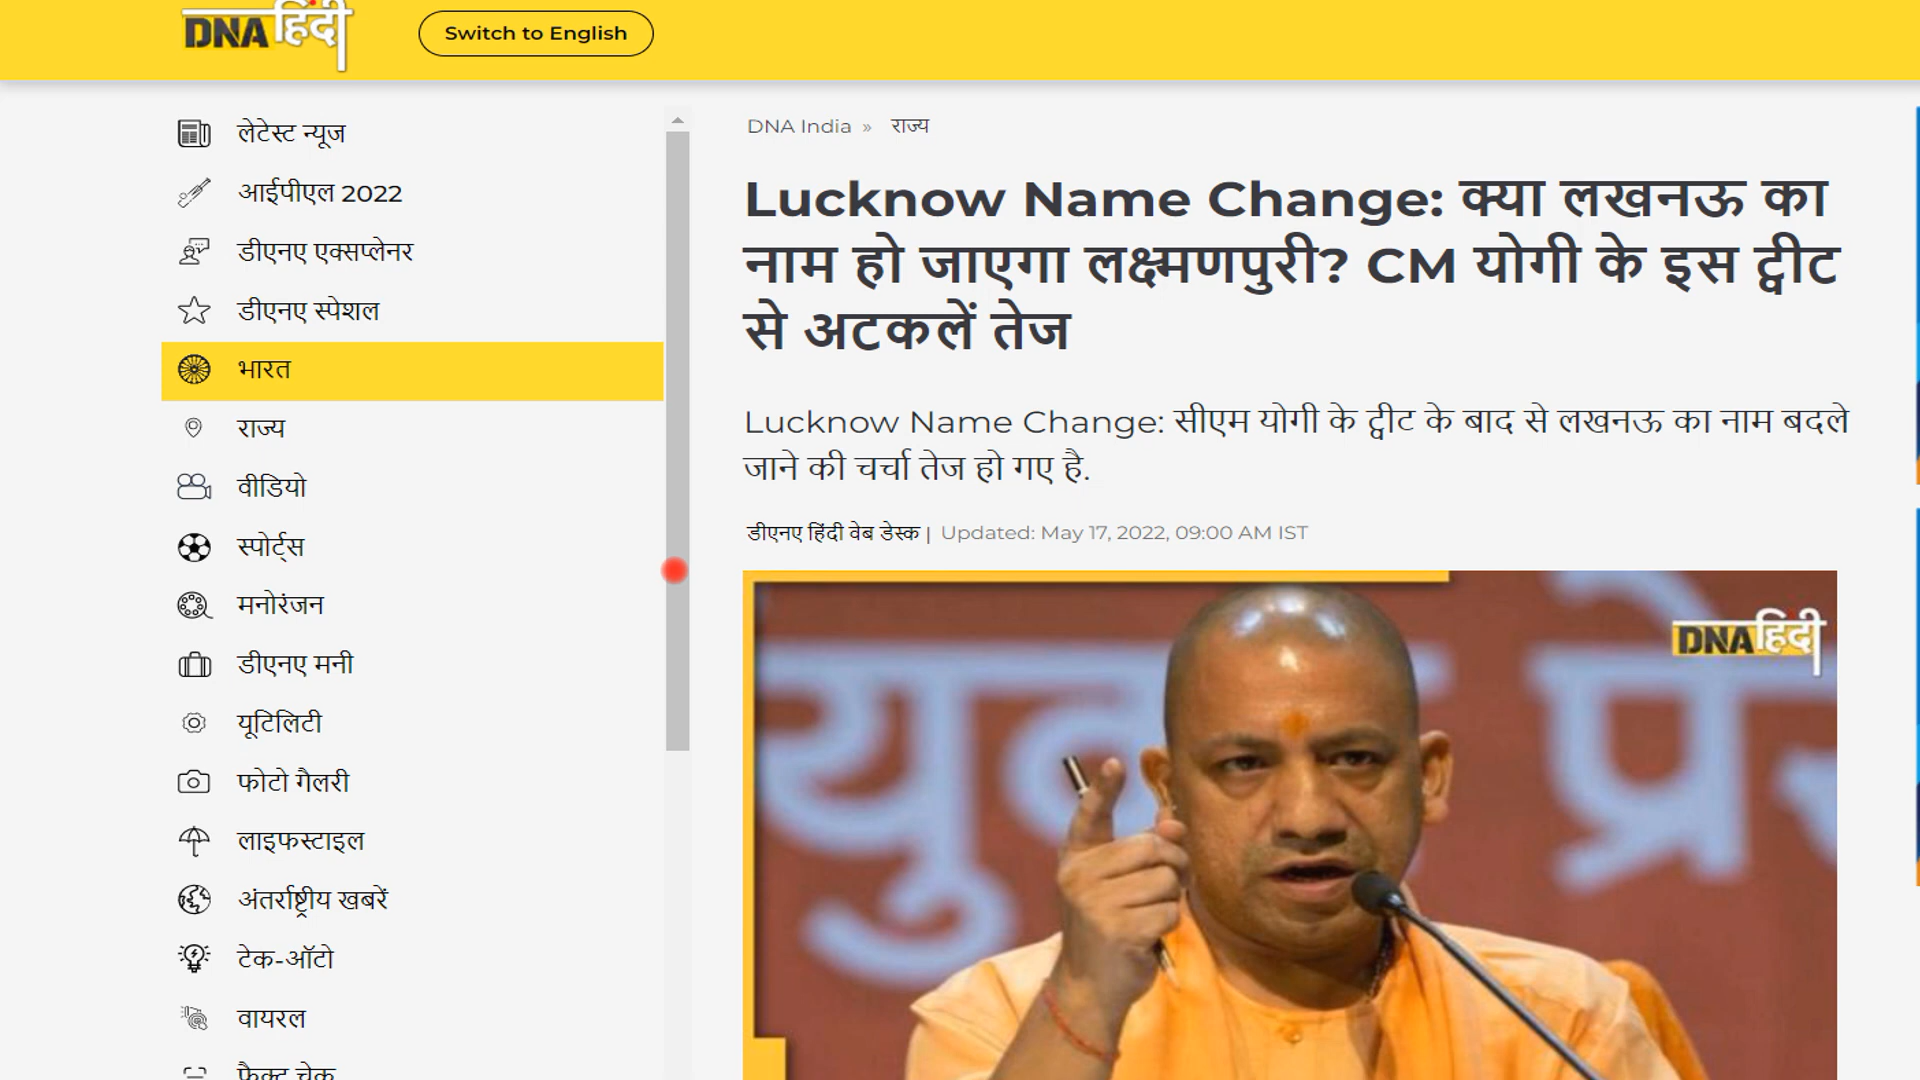 DNA हिंदी
Switch to English
लेटेस्ट न्यूज
आईपीएल 2022
डीएनए एक्सप्लेनर
डीएनए स्पेशल
भारत
राज्य
वीडियो
स्पोर्ट्स
मनोरंजन
डीएनए मनी
यूटिलिटी
फोटो गैलरी
लाइफस्टाइल
अंतर्राष्ट्रीय खबरें
टेक-ऑटो
वायरल
फैक्ट चेक
DNA India » राज्य
Lucknow Name Change: क्या लखनऊ का
नाम हो जाएगा लक्ष्मणपुरी? CM योगी के इस ट्वीट
से अटकलें तेज
Lucknow Name Change: सीएम योगी के ट्वीट के बाद से लखनऊ का नाम बदले
जाने की चर्चा तेज हो गए है.
डीएनए हिंदी वेब डेस्क | Updated: May 17, 2022, 09:00 AM IST
DNA हिंदी